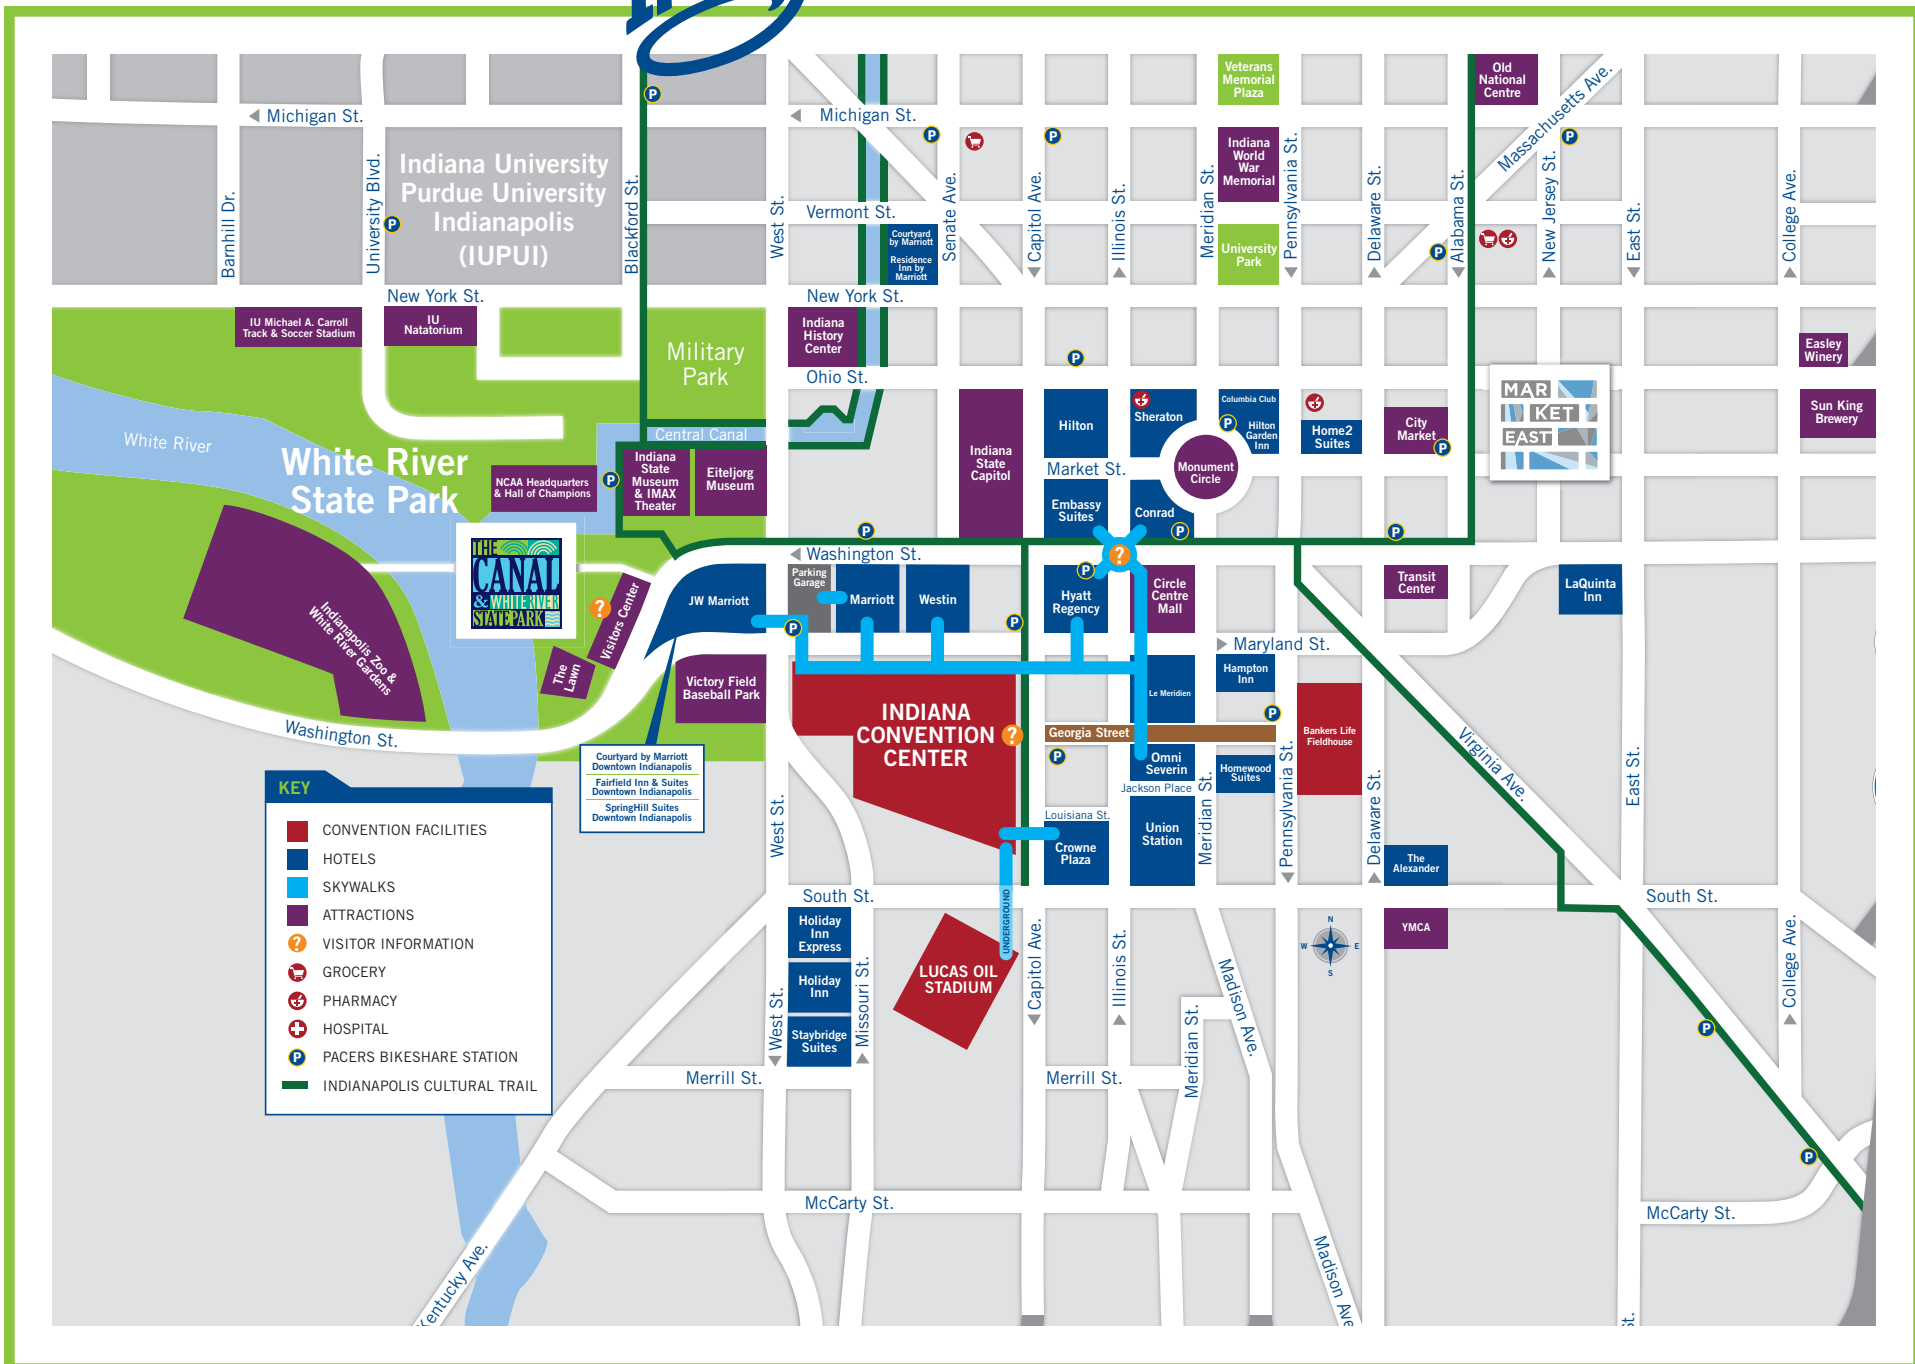 Veterans
Memorial
Plaza
Old
National
Centre
Massachusetts Ave.
Michigan St.
Michigan St.
Indiana University
Purdue University
Indianapolis
(IUPUI)
Indiana
World
War
Memorial
Barnhill Dr.
University Blvd.
Blackford St.
West St.
Senate Ave.
Capitol Ave.
Illinois St.
Meridian St.
Pennsylvania St.
Delaware St.
Alabama St.
New Jersey St.
East St.
College Ave.
Vermont St.
Courtyard
by Marriott
Residence
Inn by
Marriott
University
Park
New York St.
New York St.
IU Michael A. Carroll
Track & Soccer Stadium
IU
Natatorium
Military
Park
Indiana
History
Center
Ohio St.
Easley
Winery
Sun King
Brewery
MAR
KET
EAST
White River
White River
State Park
Central Canal
NCAA Headquarters
& Hall of Champions
Indiana
State
Museum
& IMAX
Theater
Eiteljorg
Museum
Indiana
State
Capitol
Hilton
Sheraton
Columbia Club
Hilton
Garden
Inn
Home2
Suites
City
Market
Market St.
Monument
Circle
Embassy
Suites
Conrad
THE
CANAL
& WHITE RIVER
STATE PARK
Washington St.
Parking
Garage
JW Marriott
Marriott
Westin
Hyatt
Regency
Circle
Centre
Mall
Transit
Center
LaQuinta
Inn
Indianapolis Zoo &
White River Gardens
Visitors Center
The
Lawn
Maryland St.
Victory Field
Baseball Park
Le Meridien
Hampton
Inn
Washington St.
INDIANA
CONVENTION
CENTER
Georgia Street
Bankers Life
Fieldhouse
Virginia Ave.
Courtyard by Marriott
Downtown Indianapolis
Fairfield Inn & Suites
Downtown Indianapolis
SpringHill Suites
Downtown Indianapolis
Omni
Severin
Homewood
Suites
Jackson Place
Louisiana St.
Crowne
Plaza
Union
Station
West St.
Meridian St.
Pennsylvania St.
Delaware St.
East St.
The
Alexander
KEY
CONVENTION FACILITIES
HOTELS
SKYWALKS
ATTRACTIONS
? VISITOR INFORMATION
GROCERY
PHARMACY
HOSPITAL
P PACERS BIKESHARE STATION
INDIANAPOLIS CULTURAL TRAIL
South St.
South St.
UNDERGROUND
Holiday
Inn
Express
Holiday
Inn
Staybridge
Suites
LUCAS OIL
STADIUM
YMCA
N
W E
S
West St.
Missouri St.
Capitol Ave.
Illinois St.
Meridian St.
Madison Ave.
College Ave.
Merrill St.
Merrill St.
McCarty St.
McCarty St.
Kentucky Ave.
Madison Ave
St.